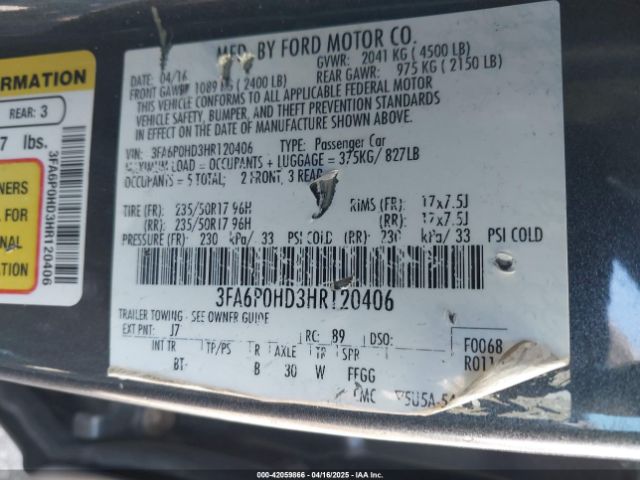 MFD. BY FORD MOTOR CO.
DATE: 04/16
GVWR: 2041 KG (4500 LB)
FRONT GAWR: 1089 KG (2400 LB)
REAR GAWR: 975 KG (2150 LB)
THIS VEHICLE CONFORMS TO ALL APPLICABLE FEDERAL MOTOR
VEHICLE SAFETY, BUMPER, AND THEFT PREVENTION STANDARDS
IN EFFECT ON THE DATE OF MANUFACTURE SHOWN ABOVE.
VIN: 3FA6P0HD3HR120406 TYPE: Passenger Car
MAXIMUM LOAD = OCCUPANTS + LUGGAGE = 375KG/ 827LB
OCCUPANTS = 5 TOTAL; 2 FRONT, 3 REAR
TIRE (FR): 235/50R17 96H RIMS (FR): 17x7.5J
(RR): 235/50R17 96H (RR): 17x7.5J
PRESSURE (FR): 230 kPa/ 33 PSI COLD (RR): 230 kPa/ 33 PSI COLD
3FA6P0HD3HR120406
TRAILER TOWING - SEE OWNER GUIDE
EXT PNT: J7 RC: 89 DSO: F0068
INT TR TP/PS R AXLE TR SPR R011
BT B 30 W FFGG
5U5A-54
ORMATION
REAR: 3
7 lbs.
NERS
FOR
ONAL
3FA6P0HD3HR120406
000-42059866 - 04/16/2025 - IAAI.COM